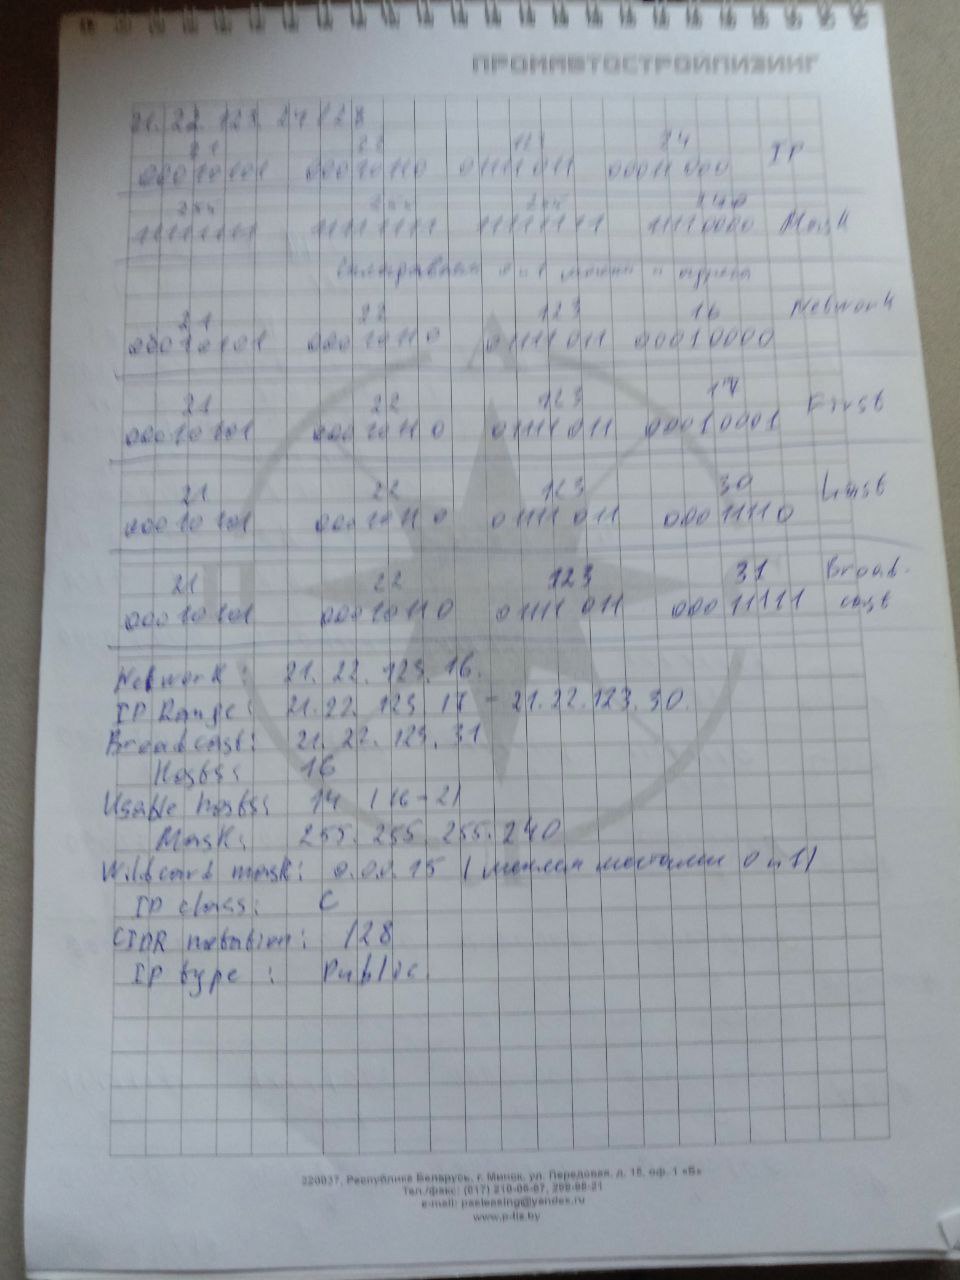 ПРОМАВТОСТРОЙЛИЗИНГ
21. 22. 123. 24 /28
21 22 123 24
00010101 00010110 01111011 00011000 IP
255 255 255 240
11111111 11111111 11111111 11110000 Mask
0 и 1 маски и адреса
21 22 123 16 Network
00010101 00010110 01111011 00010000
21 22 123 17 First
00010101 00010110 01111011 00010001
21 22 123 30 Last
00010101 00010110 01111011 00011110
21 22 123 31 Broad-
00010101 00010110 01111011 00011111 cast
Network: 21. 22. 123. 16.
IP Range: 21. 22. 123. 17 - 21.22.123.30.
Broadcast: 21. 22. 123. 31
Hosts: 16
Usable hosts: 14 (16-2)
Mask: 255. 255. 255. 240
Wildcard mask: 0.0.0.15 (меняем местами 0 и 1)
IP class: C
CIDR notation: /28
IP type: Public
220037, Республика Беларусь, г. Минск, ул. Передовая, д. 15, оф. 1 «Б»
Тел./факс: (017) 210-06-87, 298-98-21
e-mail: pasleasing@yandex.ru
www.p-lis.by